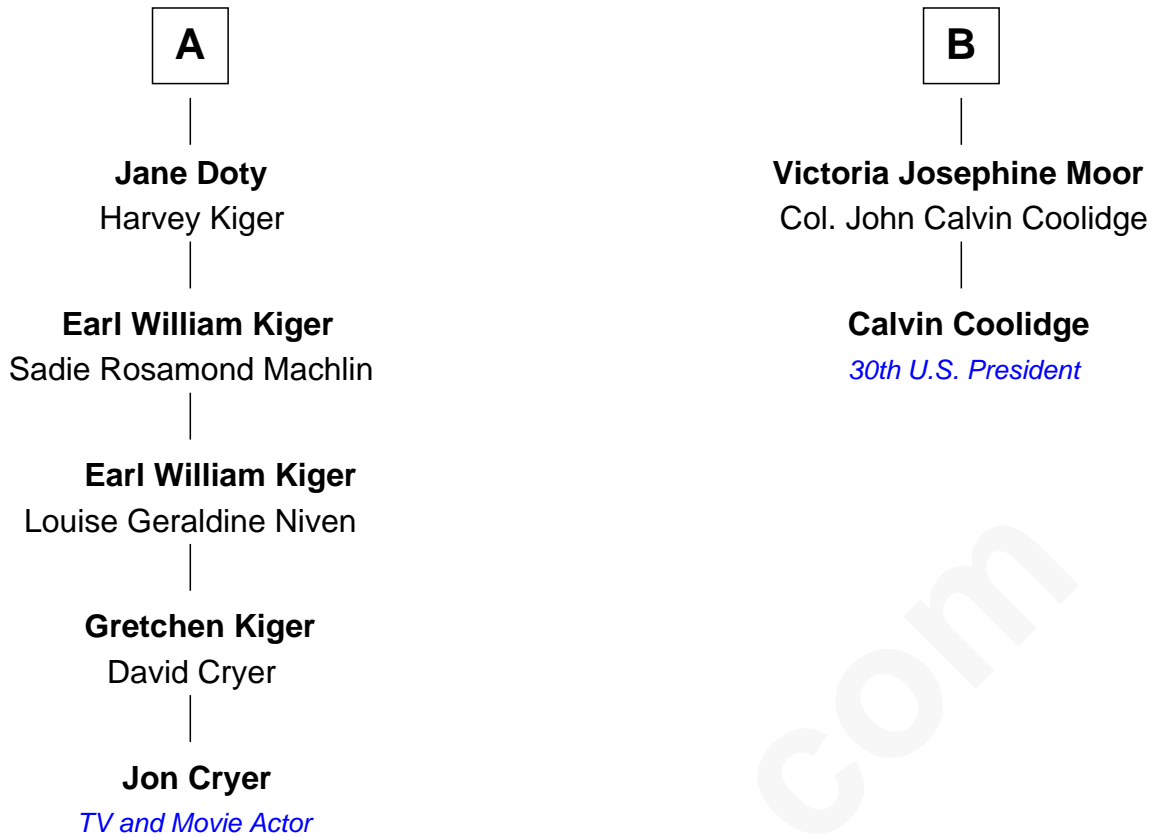 A
Jane Doty
Harvey Kiger
Earl William Kiger
Sadie Rosamond Machlin
Earl William Kiger
Louise Geraldine Niven
Gretchen Kiger
David Cryer
Jon Cryer
TV and Movie Actor
B
Victoria Josephine Moor
Col. John Calvin Coolidge
Calvin Coolidge
30th U.S. President
com